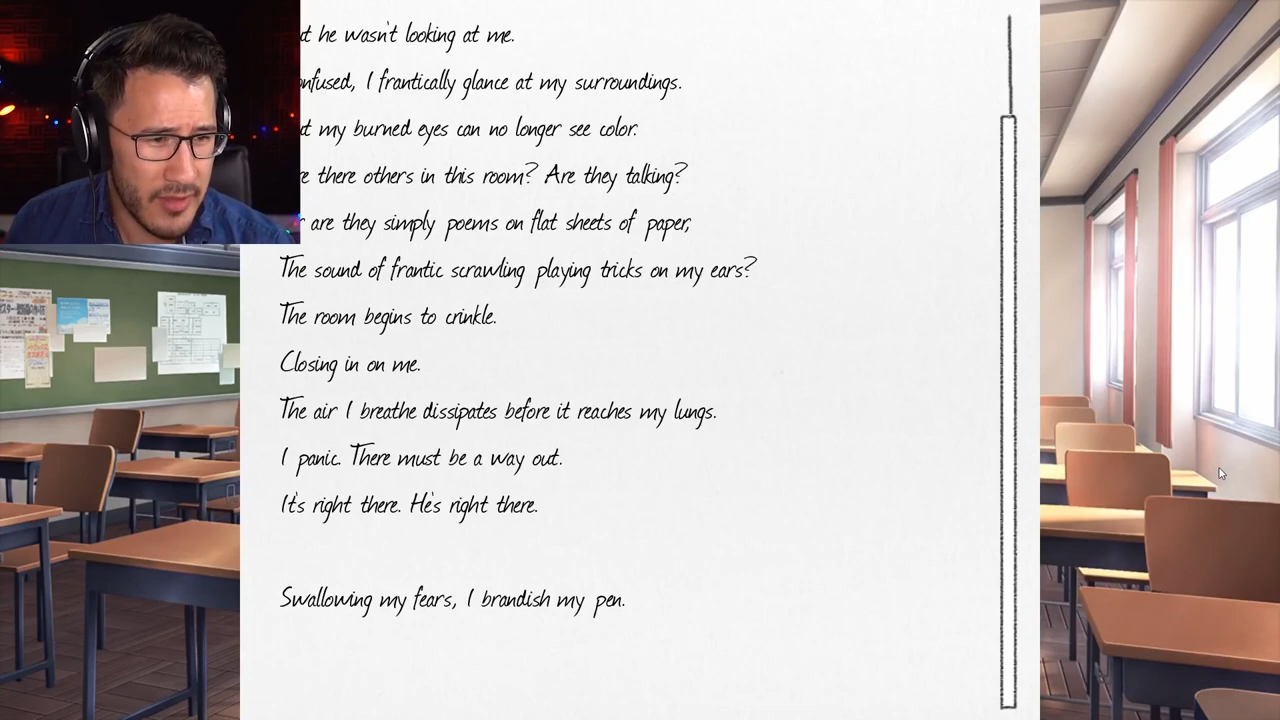 at he wasn't looking at me.
onfused, I frantically glance at my surroundings.
ut my burned eyes can no longer see color.
re there others in this room? Are they talking?
r are they simply poems on flat sheets of paper,
The sound of frantic scrawling playing tricks on my ears?
The room begins to crinkle.
Closing in on me.
The air I breathe dissipates before it reaches my lungs.
I panic. There must be a way out.
It's right there. He's right there.
Swallowing my fears, I brandish my pen.